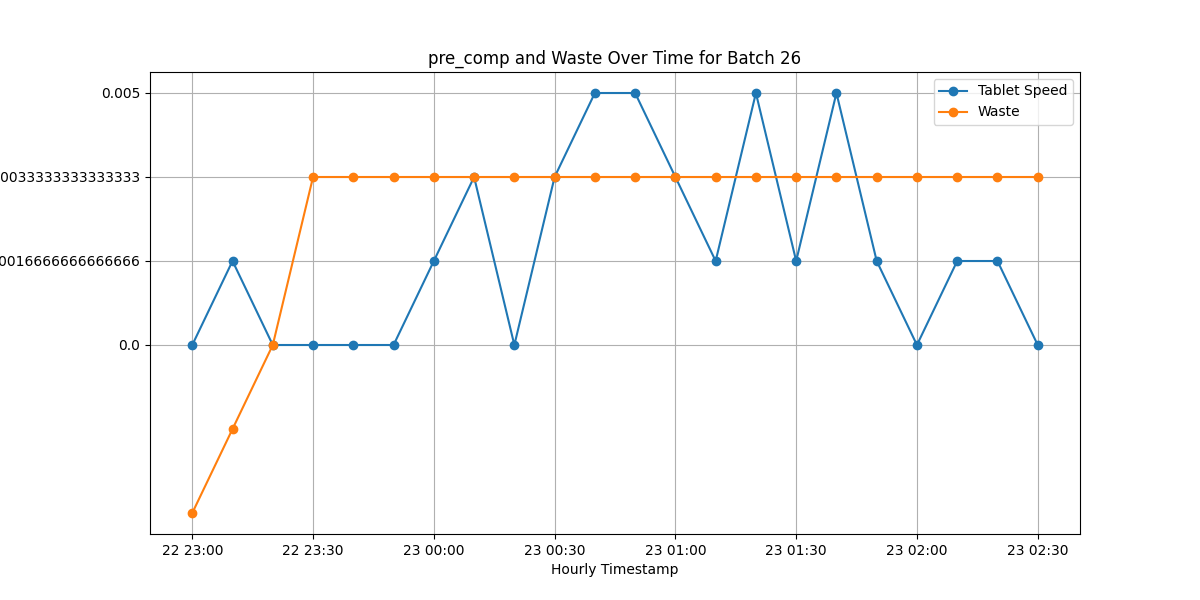 pre_comp and Waste Over Time for Batch 26
Tablet Speed
Waste
0.005
0033333333333333
0016666666666666
0.0
22 23:00 22 23:30 23 00:00 23 00:30 23 01:00 23 01:30 23 02:00 23 02:30
Hourly Timestamp